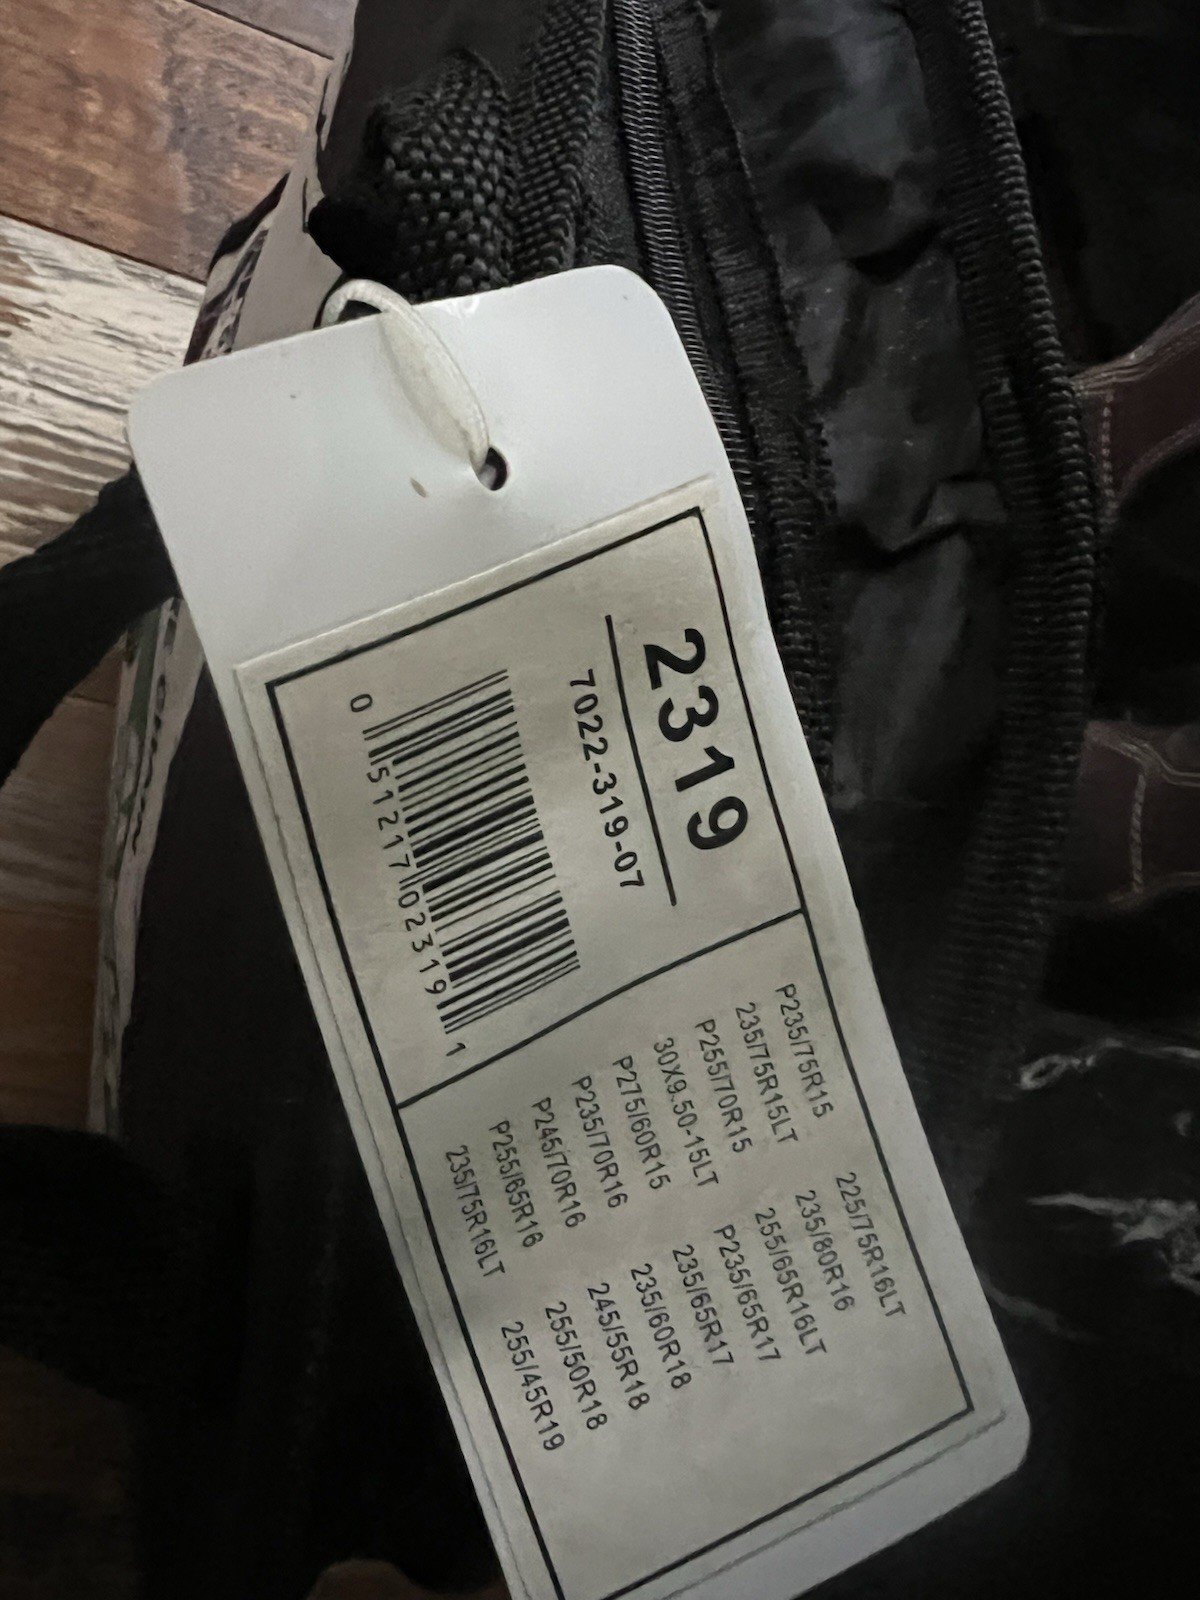 2319
7022-319-07
0 51217 02319 1
P235/75R15
235/75R15LT
P255/70R15
30X9.50-15LT
P275/60R15
P235/70R16
P245/70R16
P255/65R16
235/75R16LT
225/75R16LT
235/80R16
255/65R16LT
P235/65R17
235/65R17
235/60R18
245/55R18
255/50R18
255/45R19